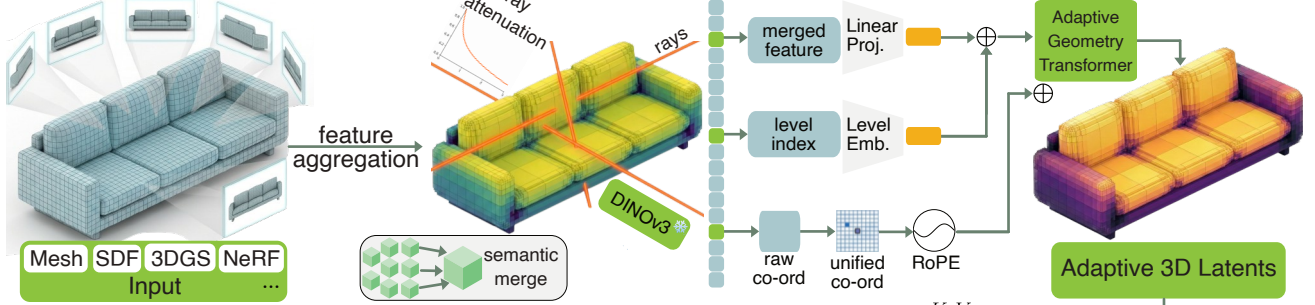 attenuation
rays
feature
aggregation
DINOv3
semantic
merge
Mesh
SDF
3DGS
NeRF
...
Input
merged
feature
Linear
Proj.
level
index
Level
Emb.
raw
co-ord
unified
co-ord
RoPE
Adaptive
Geometry
Transformer
Adaptive 3D Latents